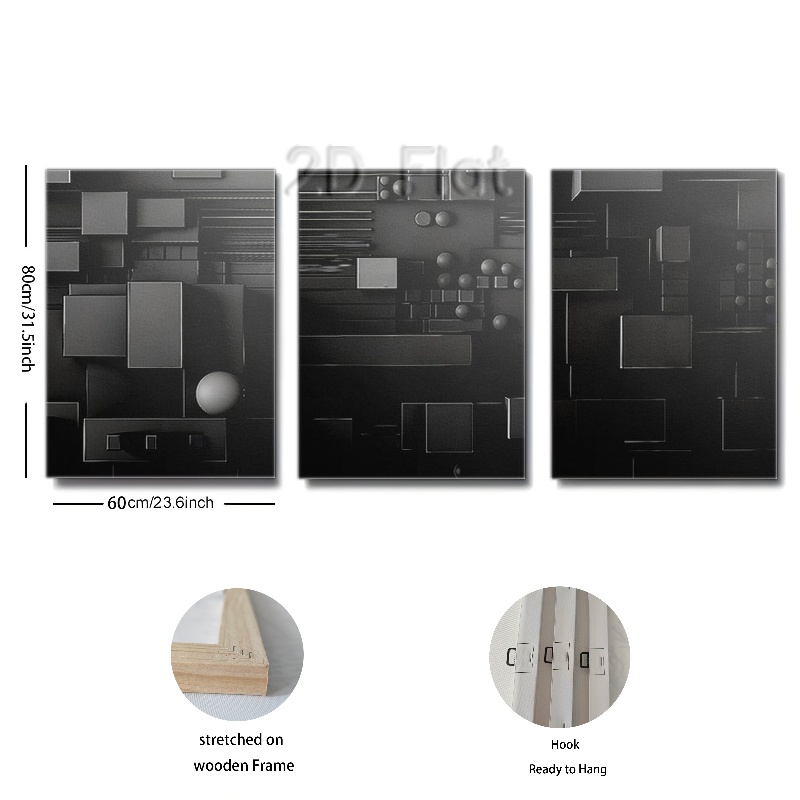 2D Flat
80cm/31.5inch
60cm/23.6inch
stretched on
wooden Frame
Hook
Ready to Hang